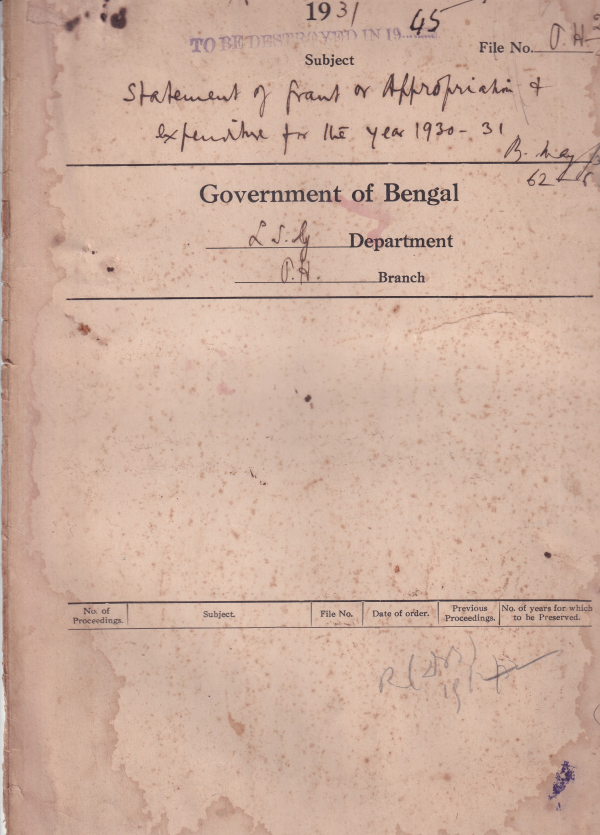 1931
TO BE DESTROYED IN 1945
File No. P. H.
Subject
Statement of Grant or Appropriation &
expenditure for the year 1930-31
B. May
62
Government of Bengal
L. S. G Department
P. H. Branch
No. of Proceedings. Subject. File No. Date of order. Previous Proceedings. No. of years for which to be Preserved.